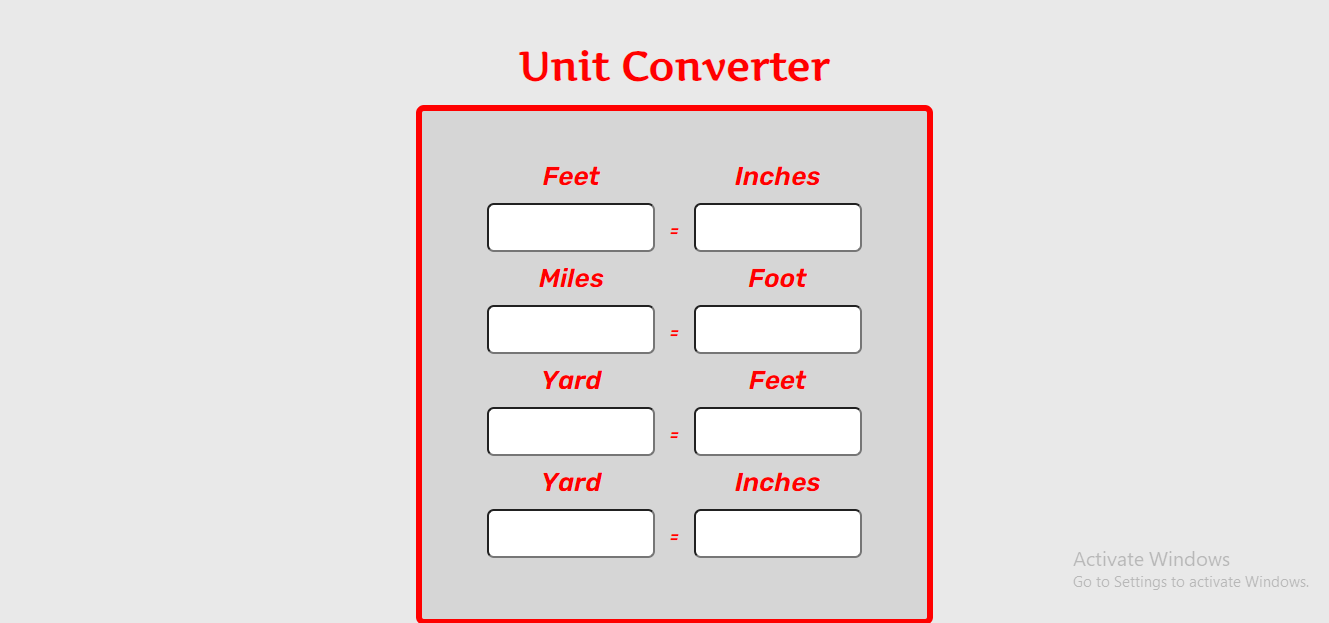 Unit Converter
Feet Inches
=
Miles Foot
=
Yard Feet
=
Yard Inches
=
Activate Windows
Go to Settings to activate Windows.